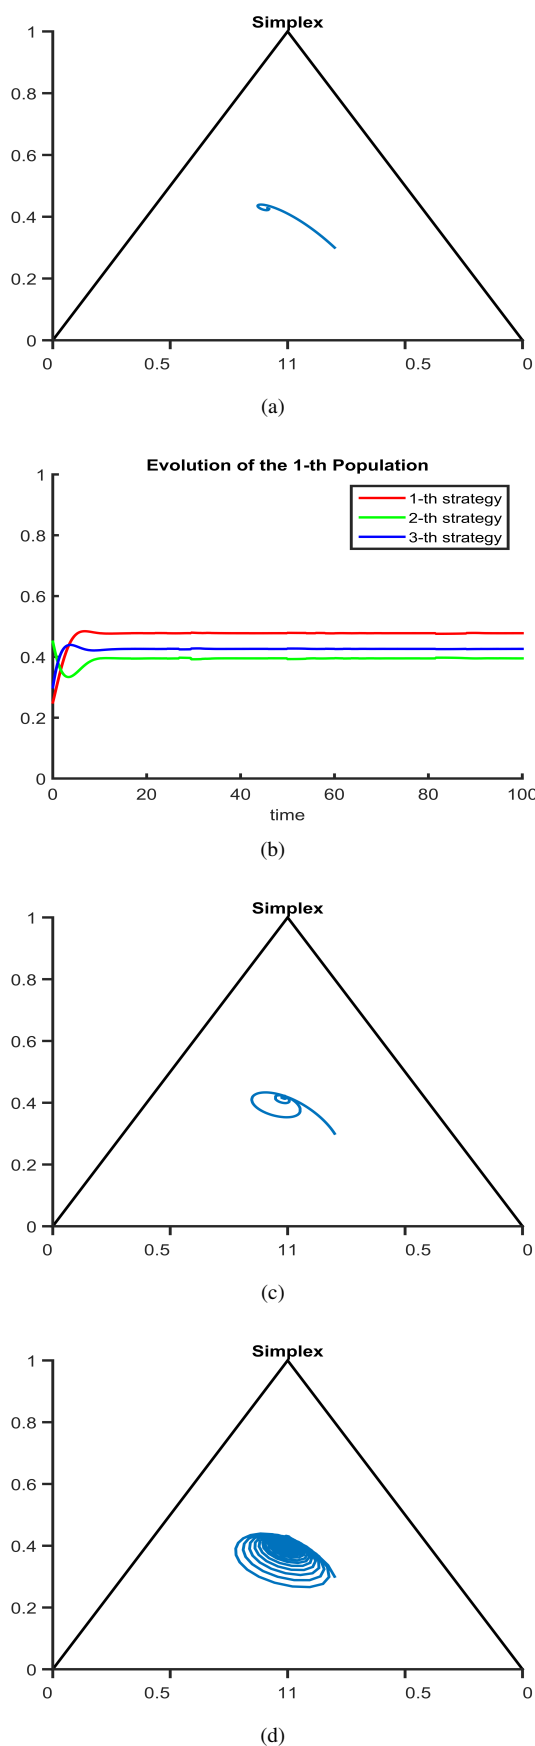 Simplex
1
0.8
0.6
0.4
0.2
0
0 0.5 11 0.5 0
(a)
Evolution of the 1-th Population
1
1-th strategy
2-th strategy
3-th strategy
0.8
0.6
0.4
0.2
0
0 20 40 60 80 100
time
(b)
Simplex
1
0.8
0.6
0.4
0.2
0
0 0.5 11 0.5 0
(c)
Simplex
1
0.8
0.6
0.4
0.2
0
0 0.5 11 0.5 0
(d)